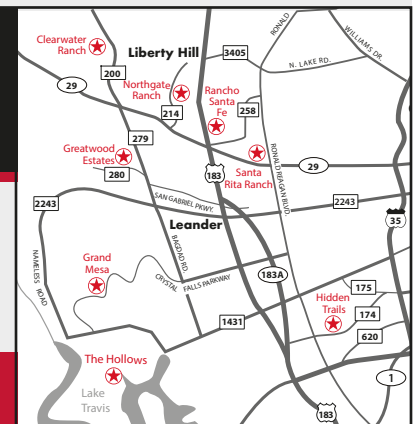 Clearwater
Ranch
Liberty Hill
3405
RONALD
WILLIAMS DR.
N. LAKE RD.
200
29
Northgate
Ranch
Rancho
Santa
Fe
214
258
279
Greatwood
Estates
280
183
Santa
Rita Ranch
29
RONALD REAGAN BLVD.
SAN GABRIEL PKWY.
2243
2243
35
Leander
BAGDAD RD.
NAMELESS ROAD
Grand
Mesa
CRYSTAL FALLS PARKWAY
183A
175
Hidden
Trails
174
1431
620
The Hollows
Lake
Travis
1
183